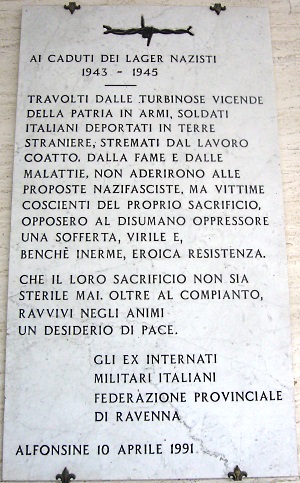 AI CADUTI DEI LAGER NAZISTI
1943 - 1945
TRAVOLTI DALLE TURBINOSE VICENDE
DELLA PATRIA IN ARMI, SOLDATI
ITALIANI DEPORTATI IN TERRE
STRANIERE, STREMATI DAL LAVORO
COATTO. DALLA FAME E DALLE
MALATTIE, NON ADERIRONO ALLE
PROPOSTE NAZIFASCISTE, MA VITTIME
COSCIENTI DEL PROPRIO SACRIFICIO,
OPPOSERO AL DISUMANO OPPRESSORE
UNA SOFFERTA, VIRILE E,
BENCHÈ INERME, EROICA RESISTENZA.
CHE IL LORO SACRIFICIO NON SIA
STERILE MAI. OLTRE AL COMPIANTO,
RAVVIVI NEGLI ANIMI
UN DESIDERIO DI PACE.
GLI EX INTERNATI
MILITARI ITALIANI
FEDERAZIONE PROVINCIALE
DI RAVENNA
ALFONSINE 10 APRILE 1991